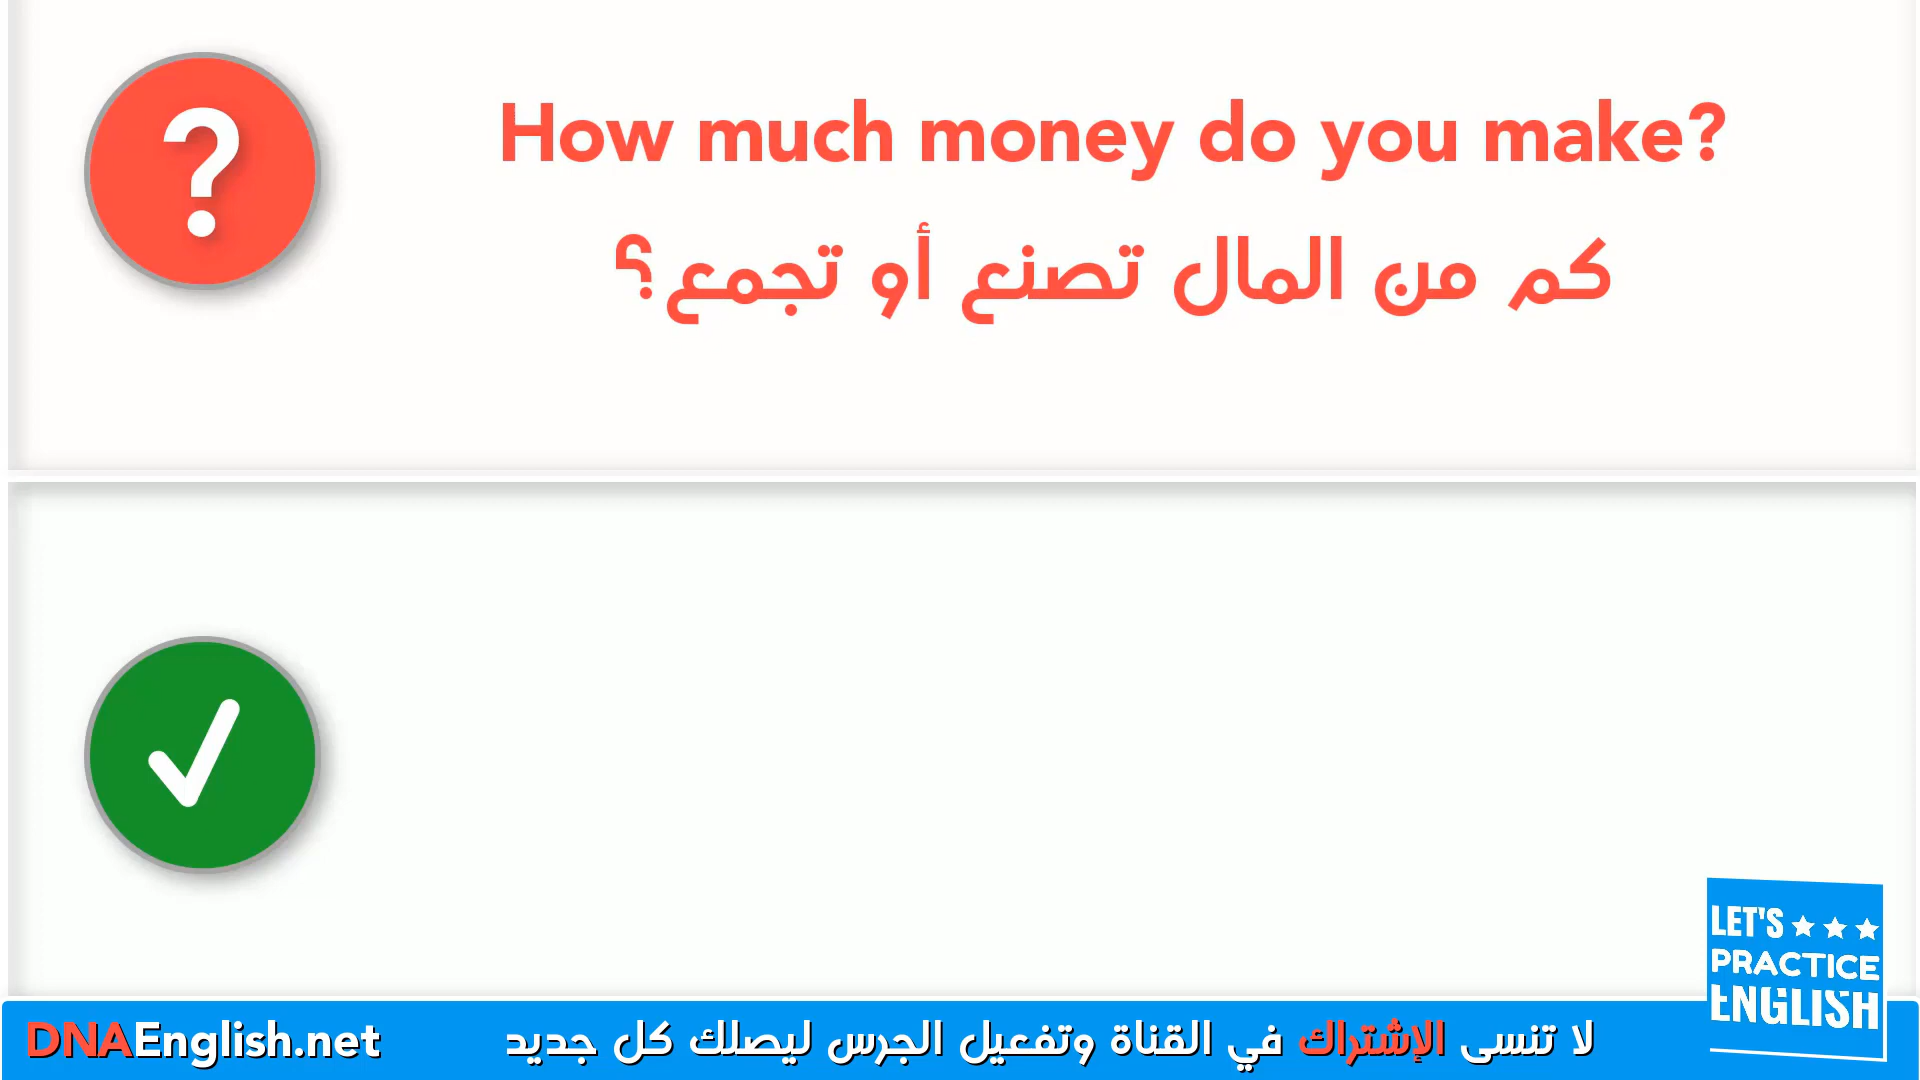 ?
How much money do you make?
كم من المال تصنع أو تجمع؟
LET'S
PRACTICE
ENGLISH
DNAEnglish.net
لا تنسى الإشتراك في القناة وتفعيل الجرس ليصلك كل جديد